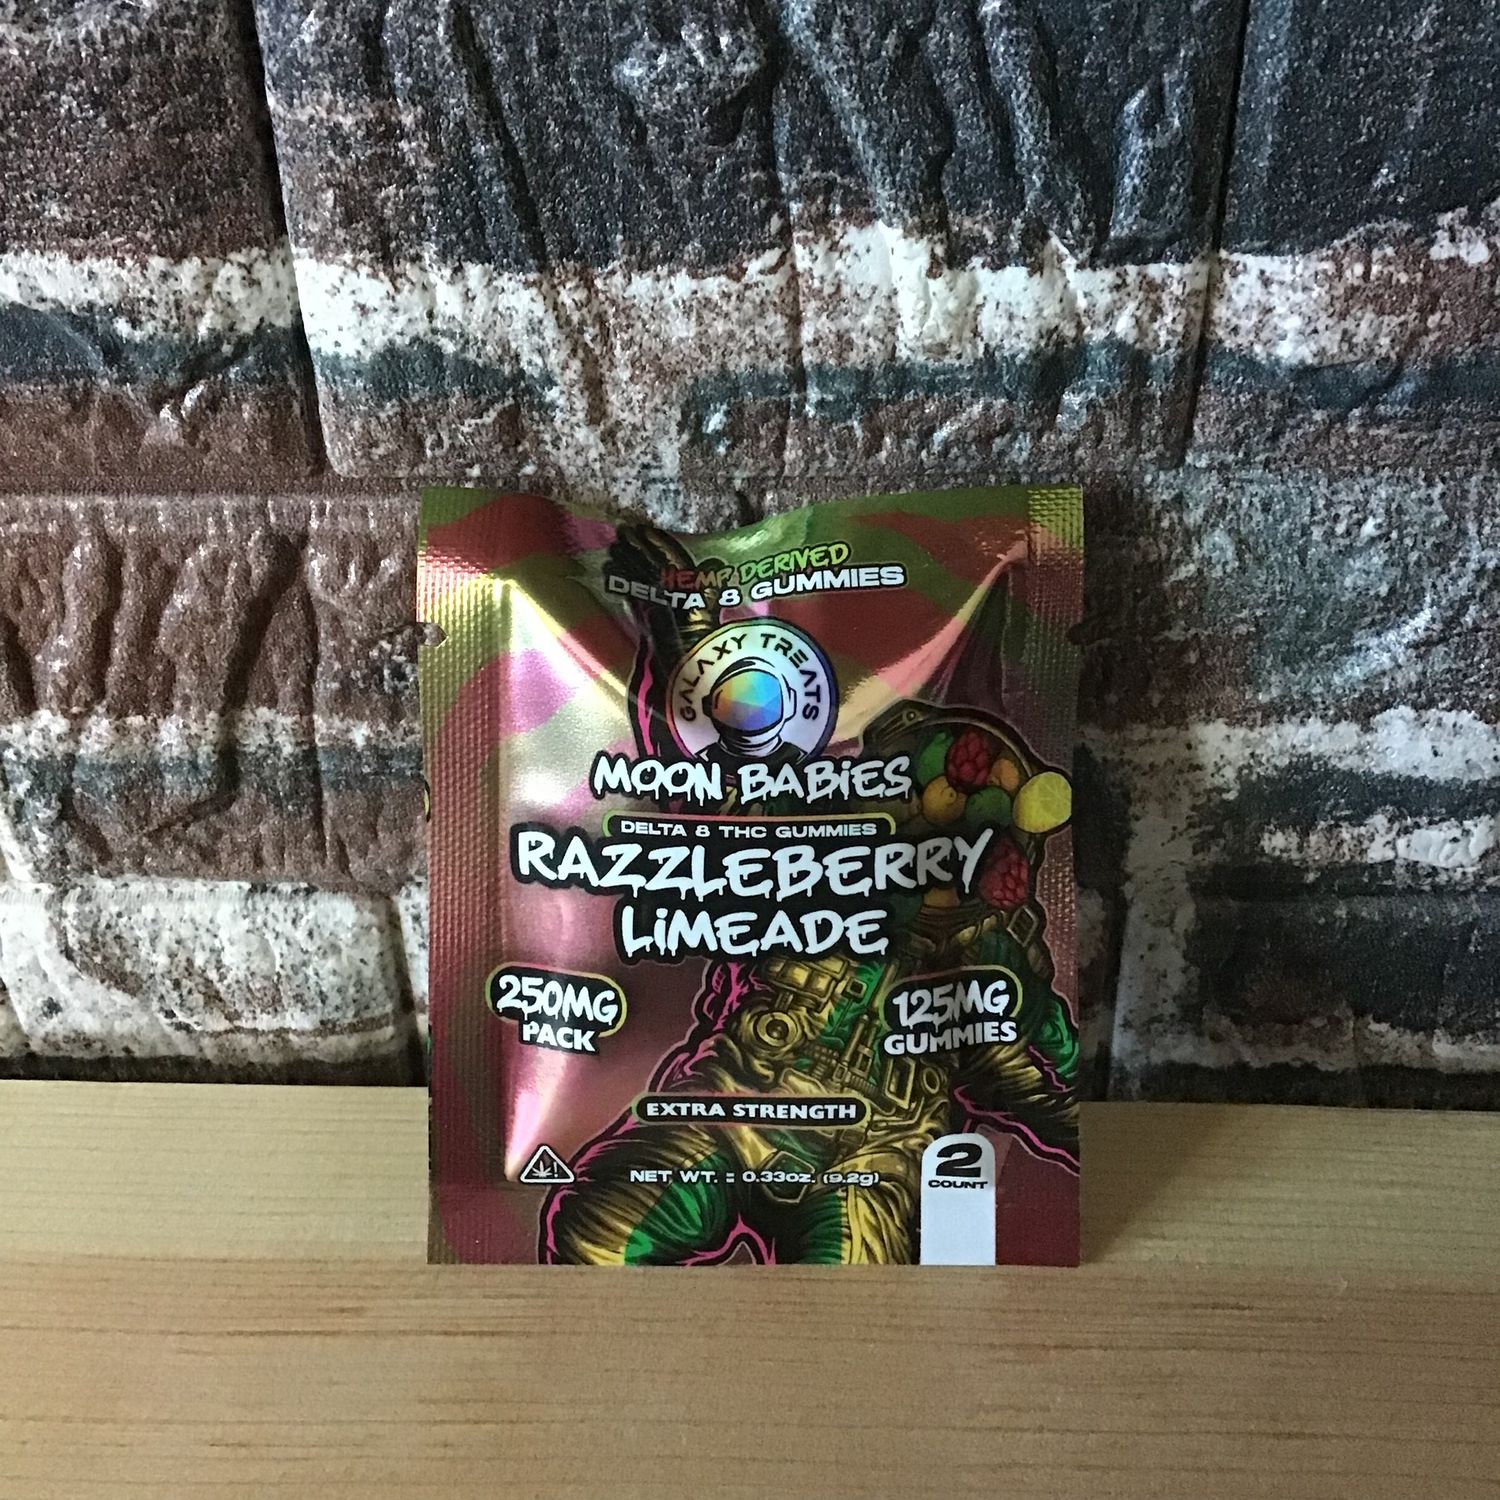 HEMP DERIVED
DELTA 8 GUMMIES
GALAXY TREATS
MOON BABiES
DELTA 8 THC GUMMIES
RAZZLEBERRY
LiMEADE
250MG
PACK
125MG
GUMMIES
EXTRA STRENGTH
!
NET WT. = 0.33oz. (9.2g)
2
COUNT